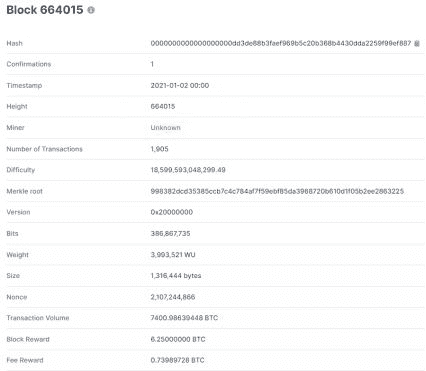 Block 664015
Hash 0000000000000000000dd3de88b3faef969b5c20b368b4430dda2259f99ef887
Confirmations 1
Timestamp 2021-01-02 00:00
Height 664015
Miner Unknown
Number of Transactions 1,905
Difficulty 18,599,593,048,299.49
Merkle root 998382dcd35385ccb7c4c784af7f59ebf85da3968720b610d1f05b2ee2863225
Version 0x20000000
Bits 386,867,735
Weight 3,993,521 WU
Size 1,316,444 bytes
Nonce 2,107,244,866
Transaction Volume 7400.98639448 BTC
Block Reward 6.25000000 BTC
Fee Reward 0.73989728 BTC